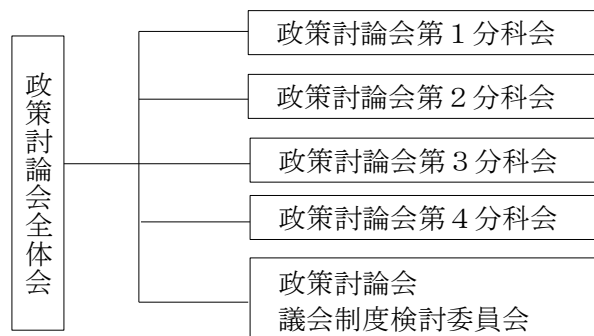 政策討論会全体会
政策討論会第１分科会
政策討論会第２分科会
政策討論会第３分科会
政策討論会第４分科会
政策討論会
議会制度検討委員会